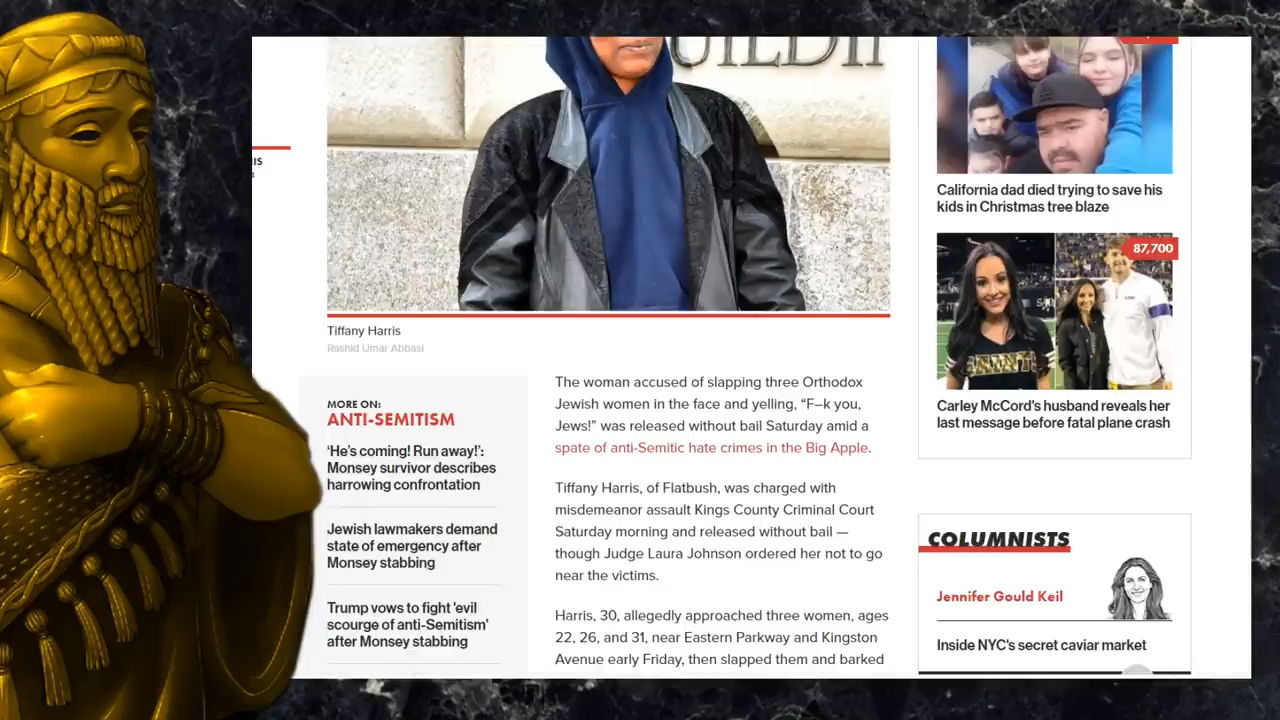 UILDI
Tiffany Harris
Rashid Umar Abbasi
MORE ON:
ANTI-SEMITISM
‘He's coming! Run away!’:
Monsey survivor describes
harrowing confrontation
Jewish lawmakers demand
state of emergency after
Monsey stabbing
Trump vows to fight 'evil
scourge of anti-Semitism'
after Monsey stabbing
The woman accused of slapping three Orthodox
Jewish women in the face and yelling, “F–k you,
Jews!” was released without bail Saturday amid a
spate of anti-Semitic hate crimes in the Big Apple.
Tiffany Harris, of Flatbush, was charged with
misdemeanor assault Kings County Criminal Court
Saturday morning and released without bail —
though Judge Laura Johnson ordered her not to go
near the victims.
Harris, 30, allegedly approached three women, ages
22, 26, and 31, near Eastern Parkway and Kingston
Avenue early Friday, then slapped them and barked
California dad died trying to save his
kids in Christmas tree blaze
87,700
SAINTS
Carley McCord's husband reveals her
last message before fatal plane crash
COLUMNISTS
Jennifer Gould Keil
Inside NYC's secret caviar market